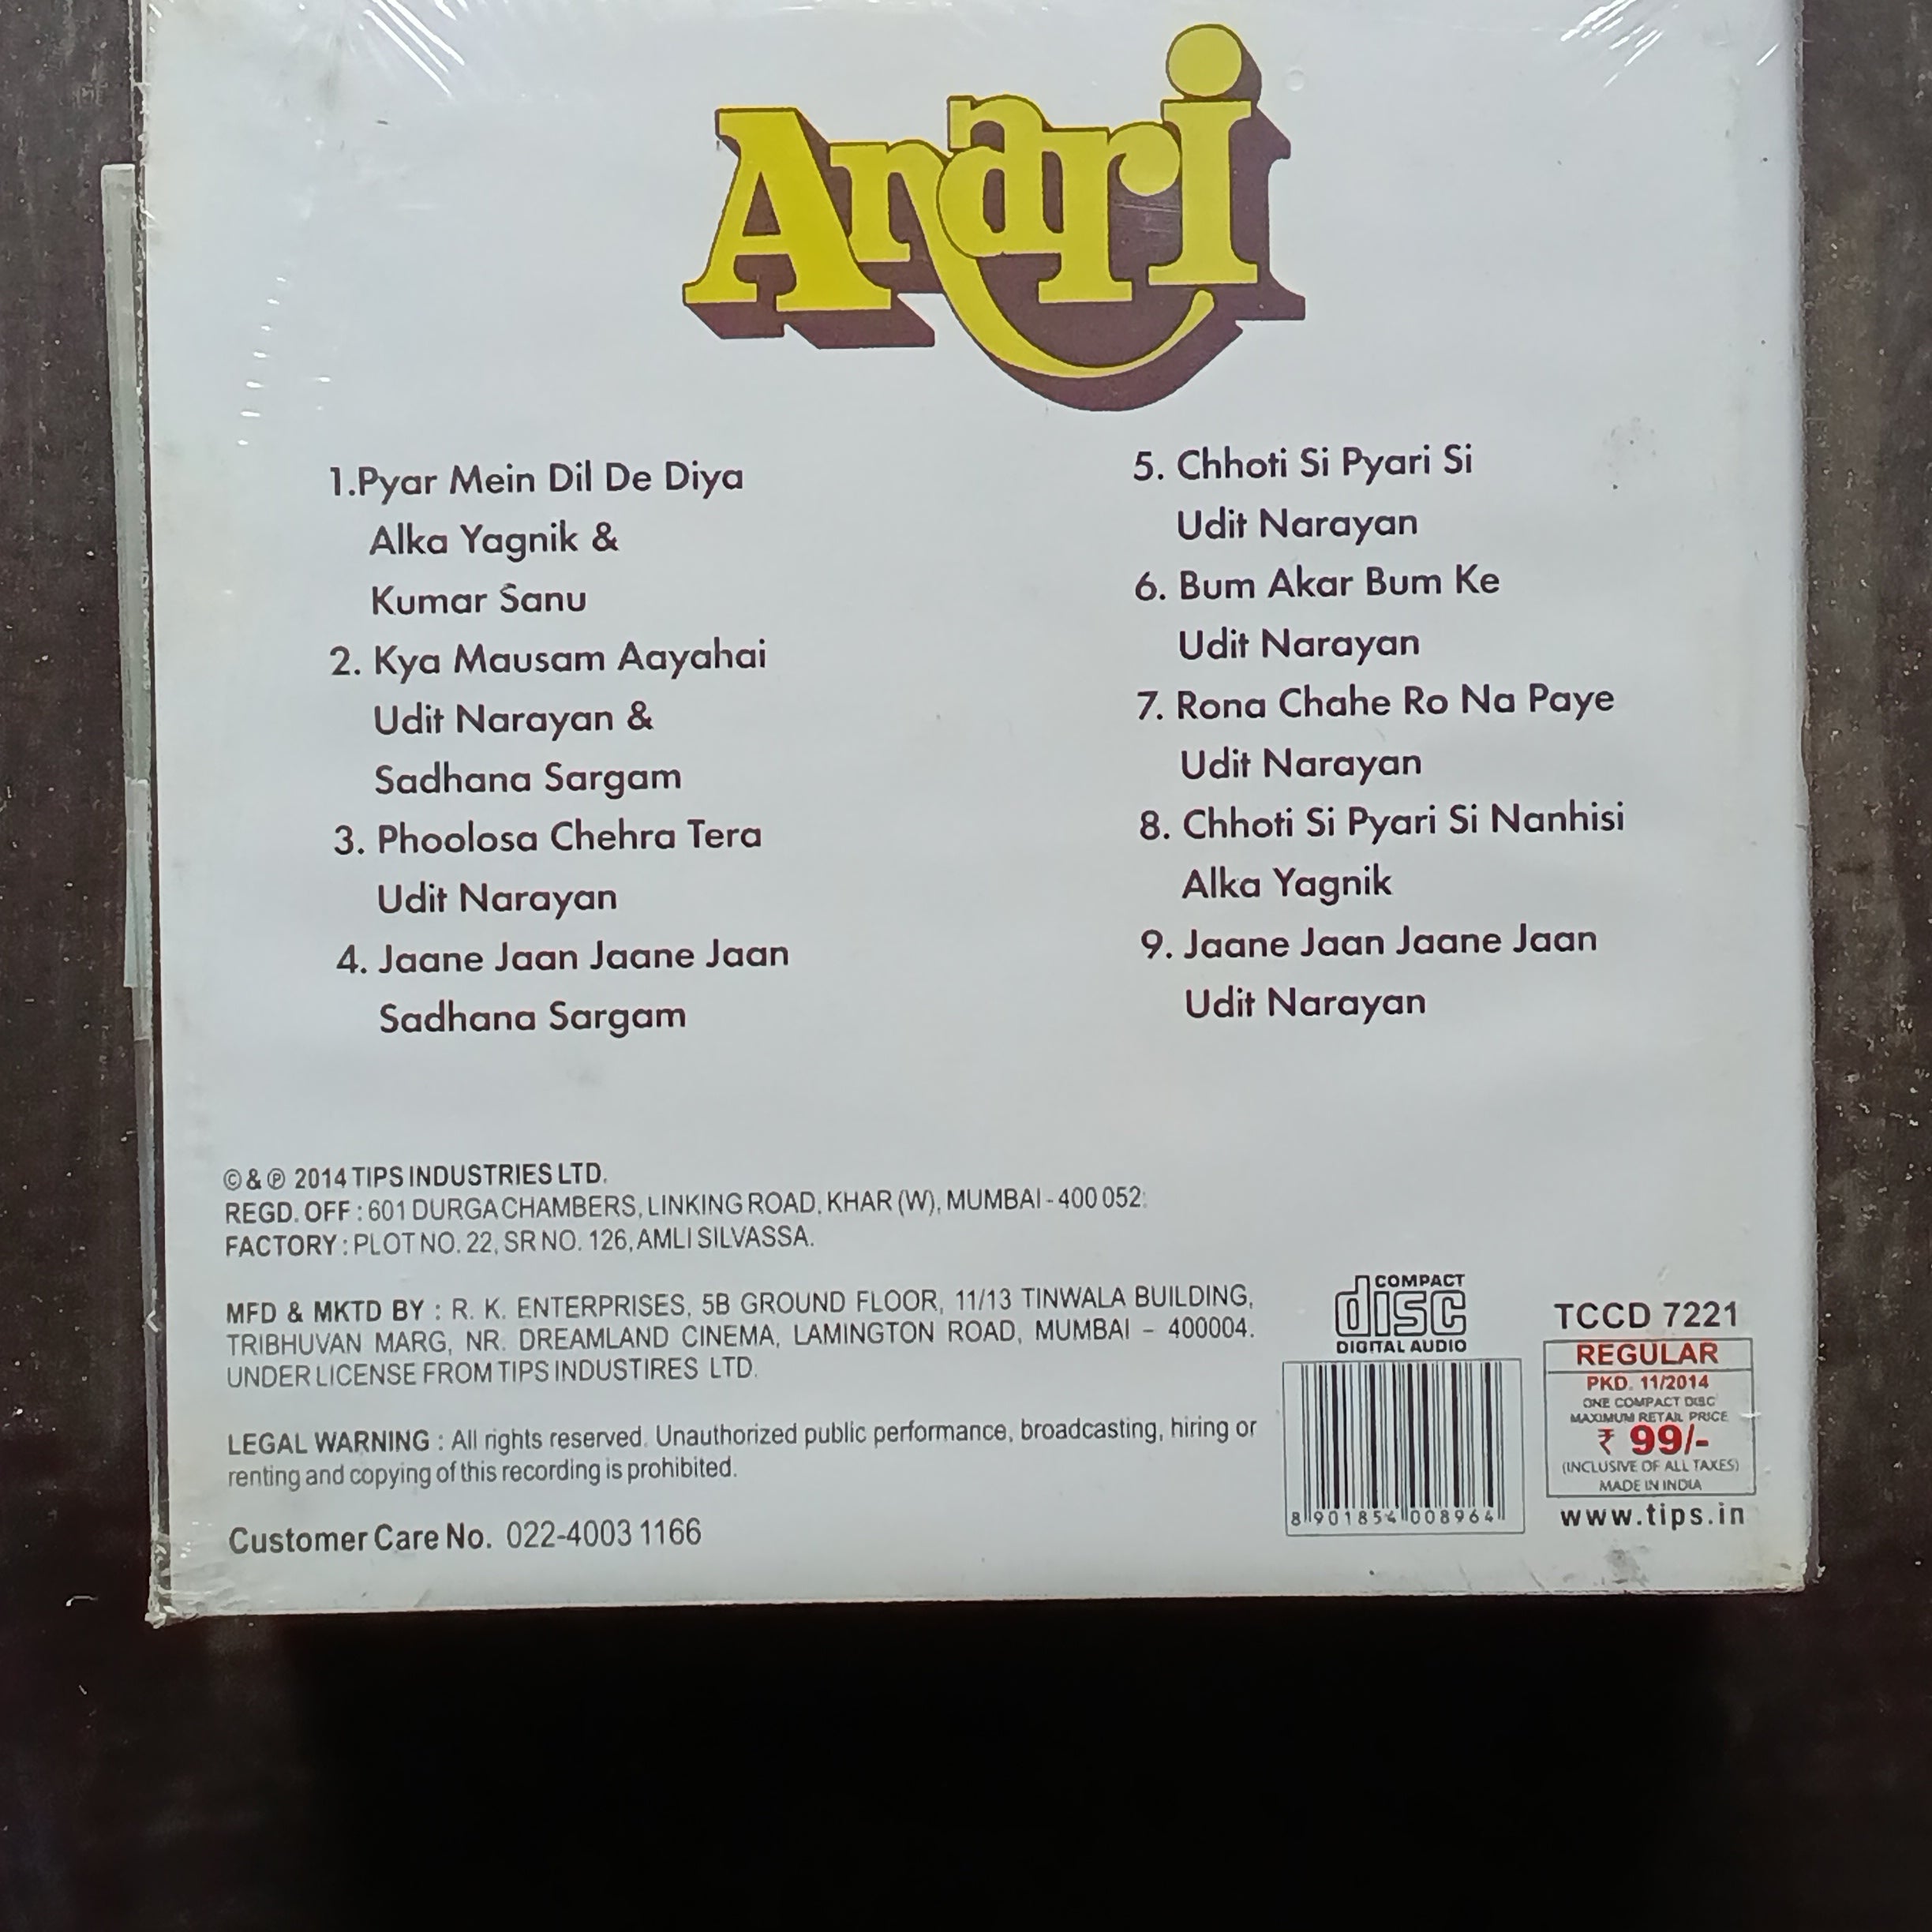 Anari
1.Pyar Mein Dil De Diya
Alka Yagnik &
Kumar Sanu
2. Kya Mausam Aayahai
Udit Narayan &
Sadhana Sargam
3. Phoolosa Chehra Tera
Udit Narayan
4. Jaane Jaan Jaane Jaan
Sadhana Sargam
5. Chhoti Si Pyari Si
Udit Narayan
6. Bum Akar Bum Ke
Udit Narayan
7. Rona Chahe Ro Na Paye
Udit Narayan
8. Chhoti Si Pyari Si Nanhisi
Alka Yagnik
9. Jaane Jaan Jaane Jaan
Udit Narayan
©&℗ 2014 TIPS INDUSTRIES LTD.
REGD. OFF : 601 DURGA CHAMBERS, LINKING ROAD, KHAR (W), MUMBAI - 400 052.
FACTORY : PLOT NO. 22, SR NO. 126, AMLI SILVASSA.
MFD & MKTD BY : R. K. ENTERPRISES, 5B GROUND FLOOR, 11/13 TINWALA BUILDING,
TRIBHUVAN MARG, NR. DREAMLAND CINEMA, LAMINGTON ROAD, MUMBAI – 400004.
UNDER LICENSE FROM TIPS INDUSTIRES LTD.
LEGAL WARNING : All rights reserved. Unauthorized public performance, broadcasting, hiring or
renting and copying of this recording is prohibited.
Customer Care No. 022-4003 1166
COMPACT
disc
DIGITAL AUDIO
8 901854 008964
TCCD 7221
REGULAR
PKD. 11/2014
ONE COMPACT DISC
MAXIMUM RETAIL PRICE
₹ 99/-
(INCLUSIVE OF ALL TAXES)
MADE IN INDIA
www.tips.in